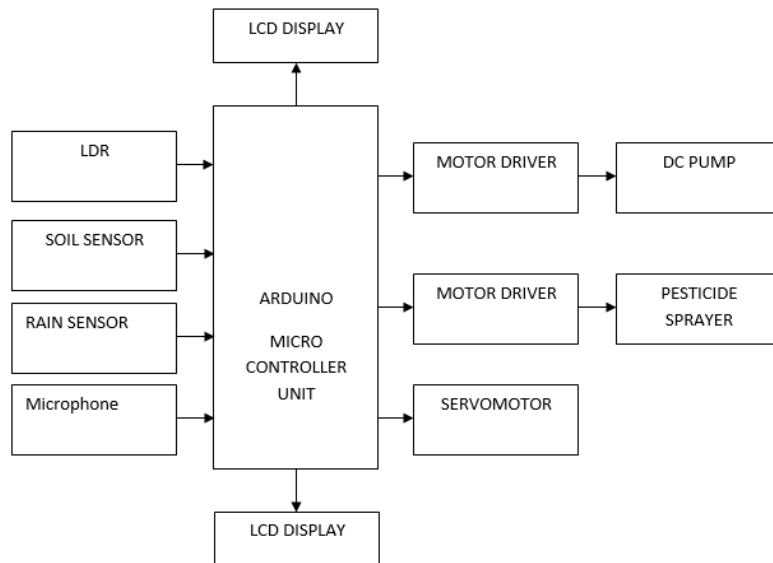 LCD DISPLAY
LDR
MOTOR DRIVER
DC PUMP
SOIL SENSOR
ARDUINO
MICRO
CONTROLLER
UNIT
MOTOR DRIVER
PESTICIDE
SPRAYER
RAIN SENSOR
Microphone
SERVOMOTOR
LCD DISPLAY